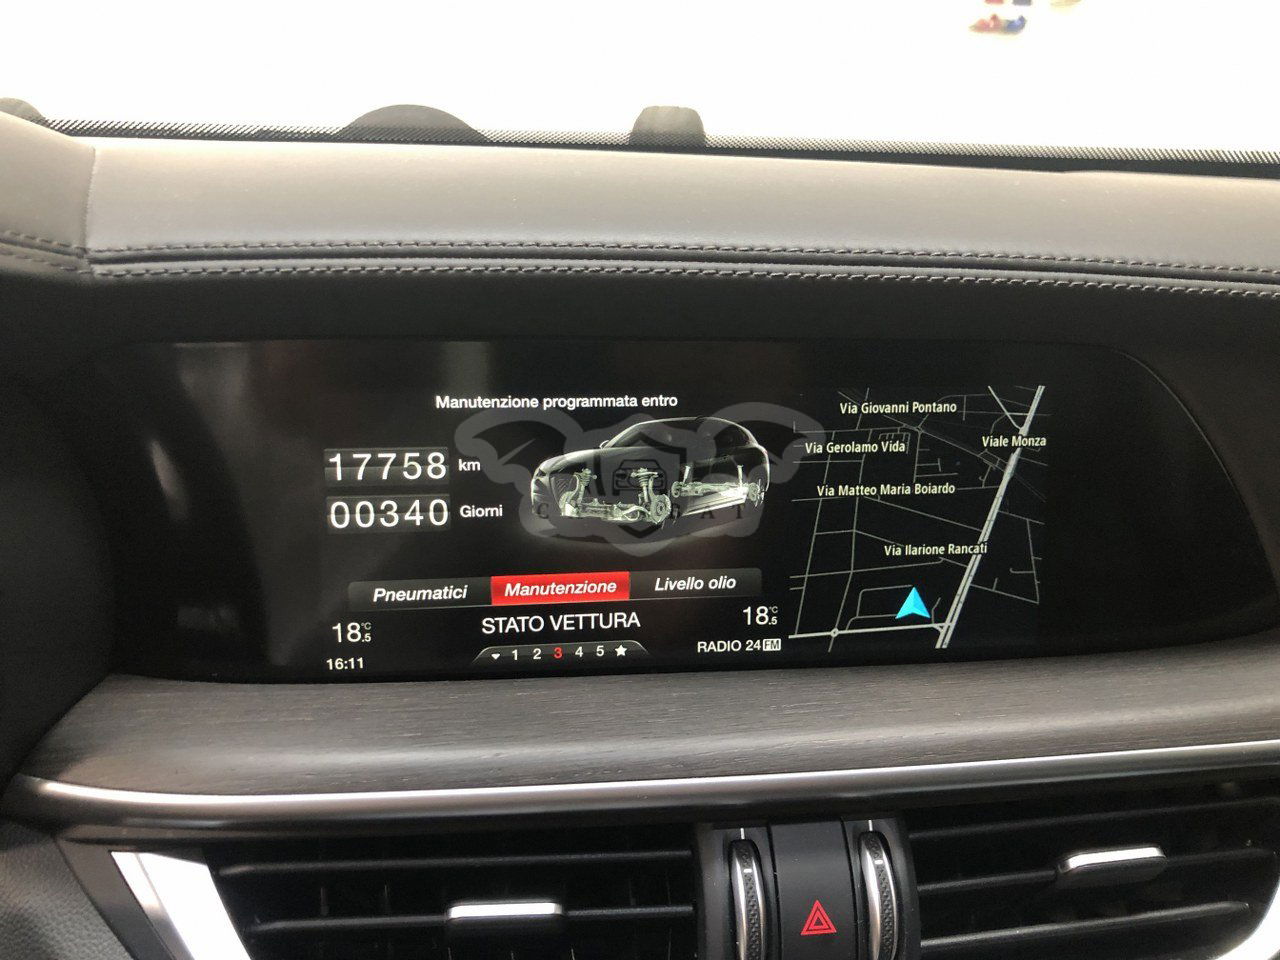 Manutenzione programmata entro
17758 km
00340 Giorni
Pneumatici Manutenzione Livello olio
18°C.5 STATO VETTURA 18°C.5
16:11 1 2 3 4 5 ★ RADIO 24 FM
Via Giovanni Pontano
Viale Monza
Via Gerolamo Vida
Via Matteo Maria Boiardo
Via Ilarione Rancati